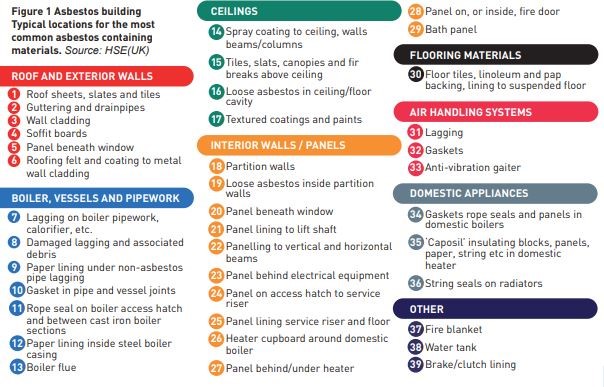 Figure 1 Asbestos building
Typical locations for the most
common asbestos containing
materials. Source: HSE(UK)
ROOF AND EXTERIOR WALLS
1 Roof sheets, slates and tiles
2 Guttering and drainpipes
3 Wall cladding
4 Soffit boards
5 Panel beneath window
6 Roofing felt and coating to metal
wall cladding
BOILER, VESSELS AND PIPEWORK
7 Lagging on boiler pipework,
calorifier, etc.
8 Damaged lagging and associated
debris
9 Paper lining under non-asbestos
pipe lagging
10 Gasket in pipe and vessel joints
11 Rope seal on boiler access hatch
and between cast iron boiler
sections
12 Paper lining inside steel boiler
casing
13 Boiler flue
CEILINGS
14 Spray coating to ceiling, walls
beams/columns
15 Tiles, slats, canopies and fir
breaks above ceiling
16 Loose asbestos in ceiling/floor
cavity
17 Textured coatings and paints
INTERIOR WALLS / PANELS
18 Partition walls
19 Loose asbestos inside partition
walls
20 Panel beneath window
21 Panel lining to lift shaft
22 Panelling to vertical and horizontal
beams
23 Panel behind electrical equipment
24 Panel on access hatch to service
riser
25 Panel lining service riser and floor
26 Heater cupboard around domestic
boiler
27 Panel behind/under heater
28 Panel on, or inside, fire door
29 Bath panel
FLOORING MATERIALS
30 Floor tiles, linoleum and pap
backing, lining to suspended floor
AIR HANDLING SYSTEMS
31 Lagging
32 Gaskets
33 Anti-vibration gaiter
DOMESTIC APPLIANCES
34 Gaskets rope seals and panels in
domestic boilers
35 'Caposil' insulating blocks, panels,
paper, string etc in domestic
heater
36 String seals on radiators
OTHER
37 Fire blanket
38 Water tank
39 Brake/clutch lining